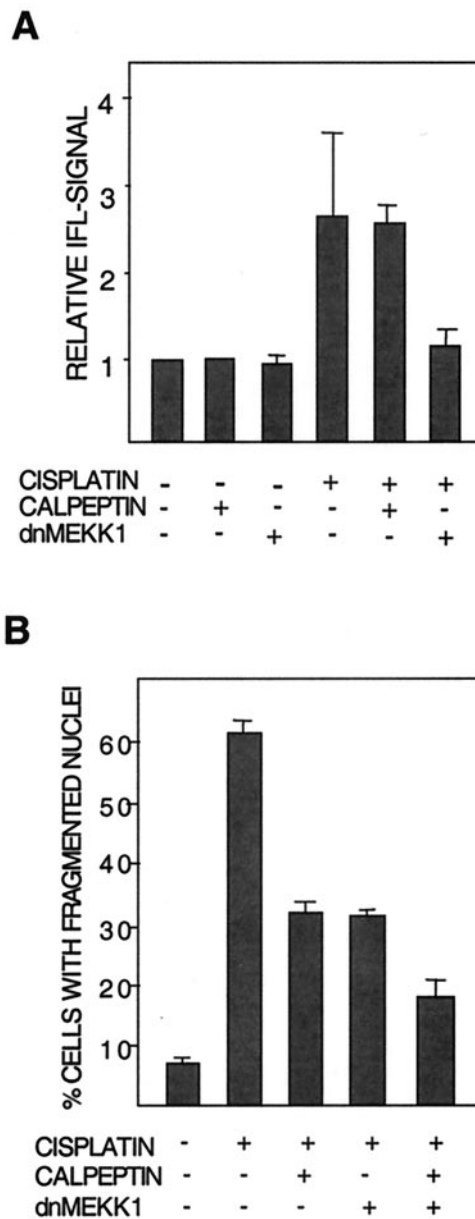 A
RELATIVE IFL-SIGNAL
4
3
2
1
CISPLATIN - - - + + +
CALPEPTIN - + - - + -
dnMEKK1 - - + - - +
B
% CELLS WITH FRAGMENTED NUCLEI
60
50
40
30
20
10
CISPLATIN - + + + +
CALPEPTIN - - + - +
dnMEKK1 - - - + +